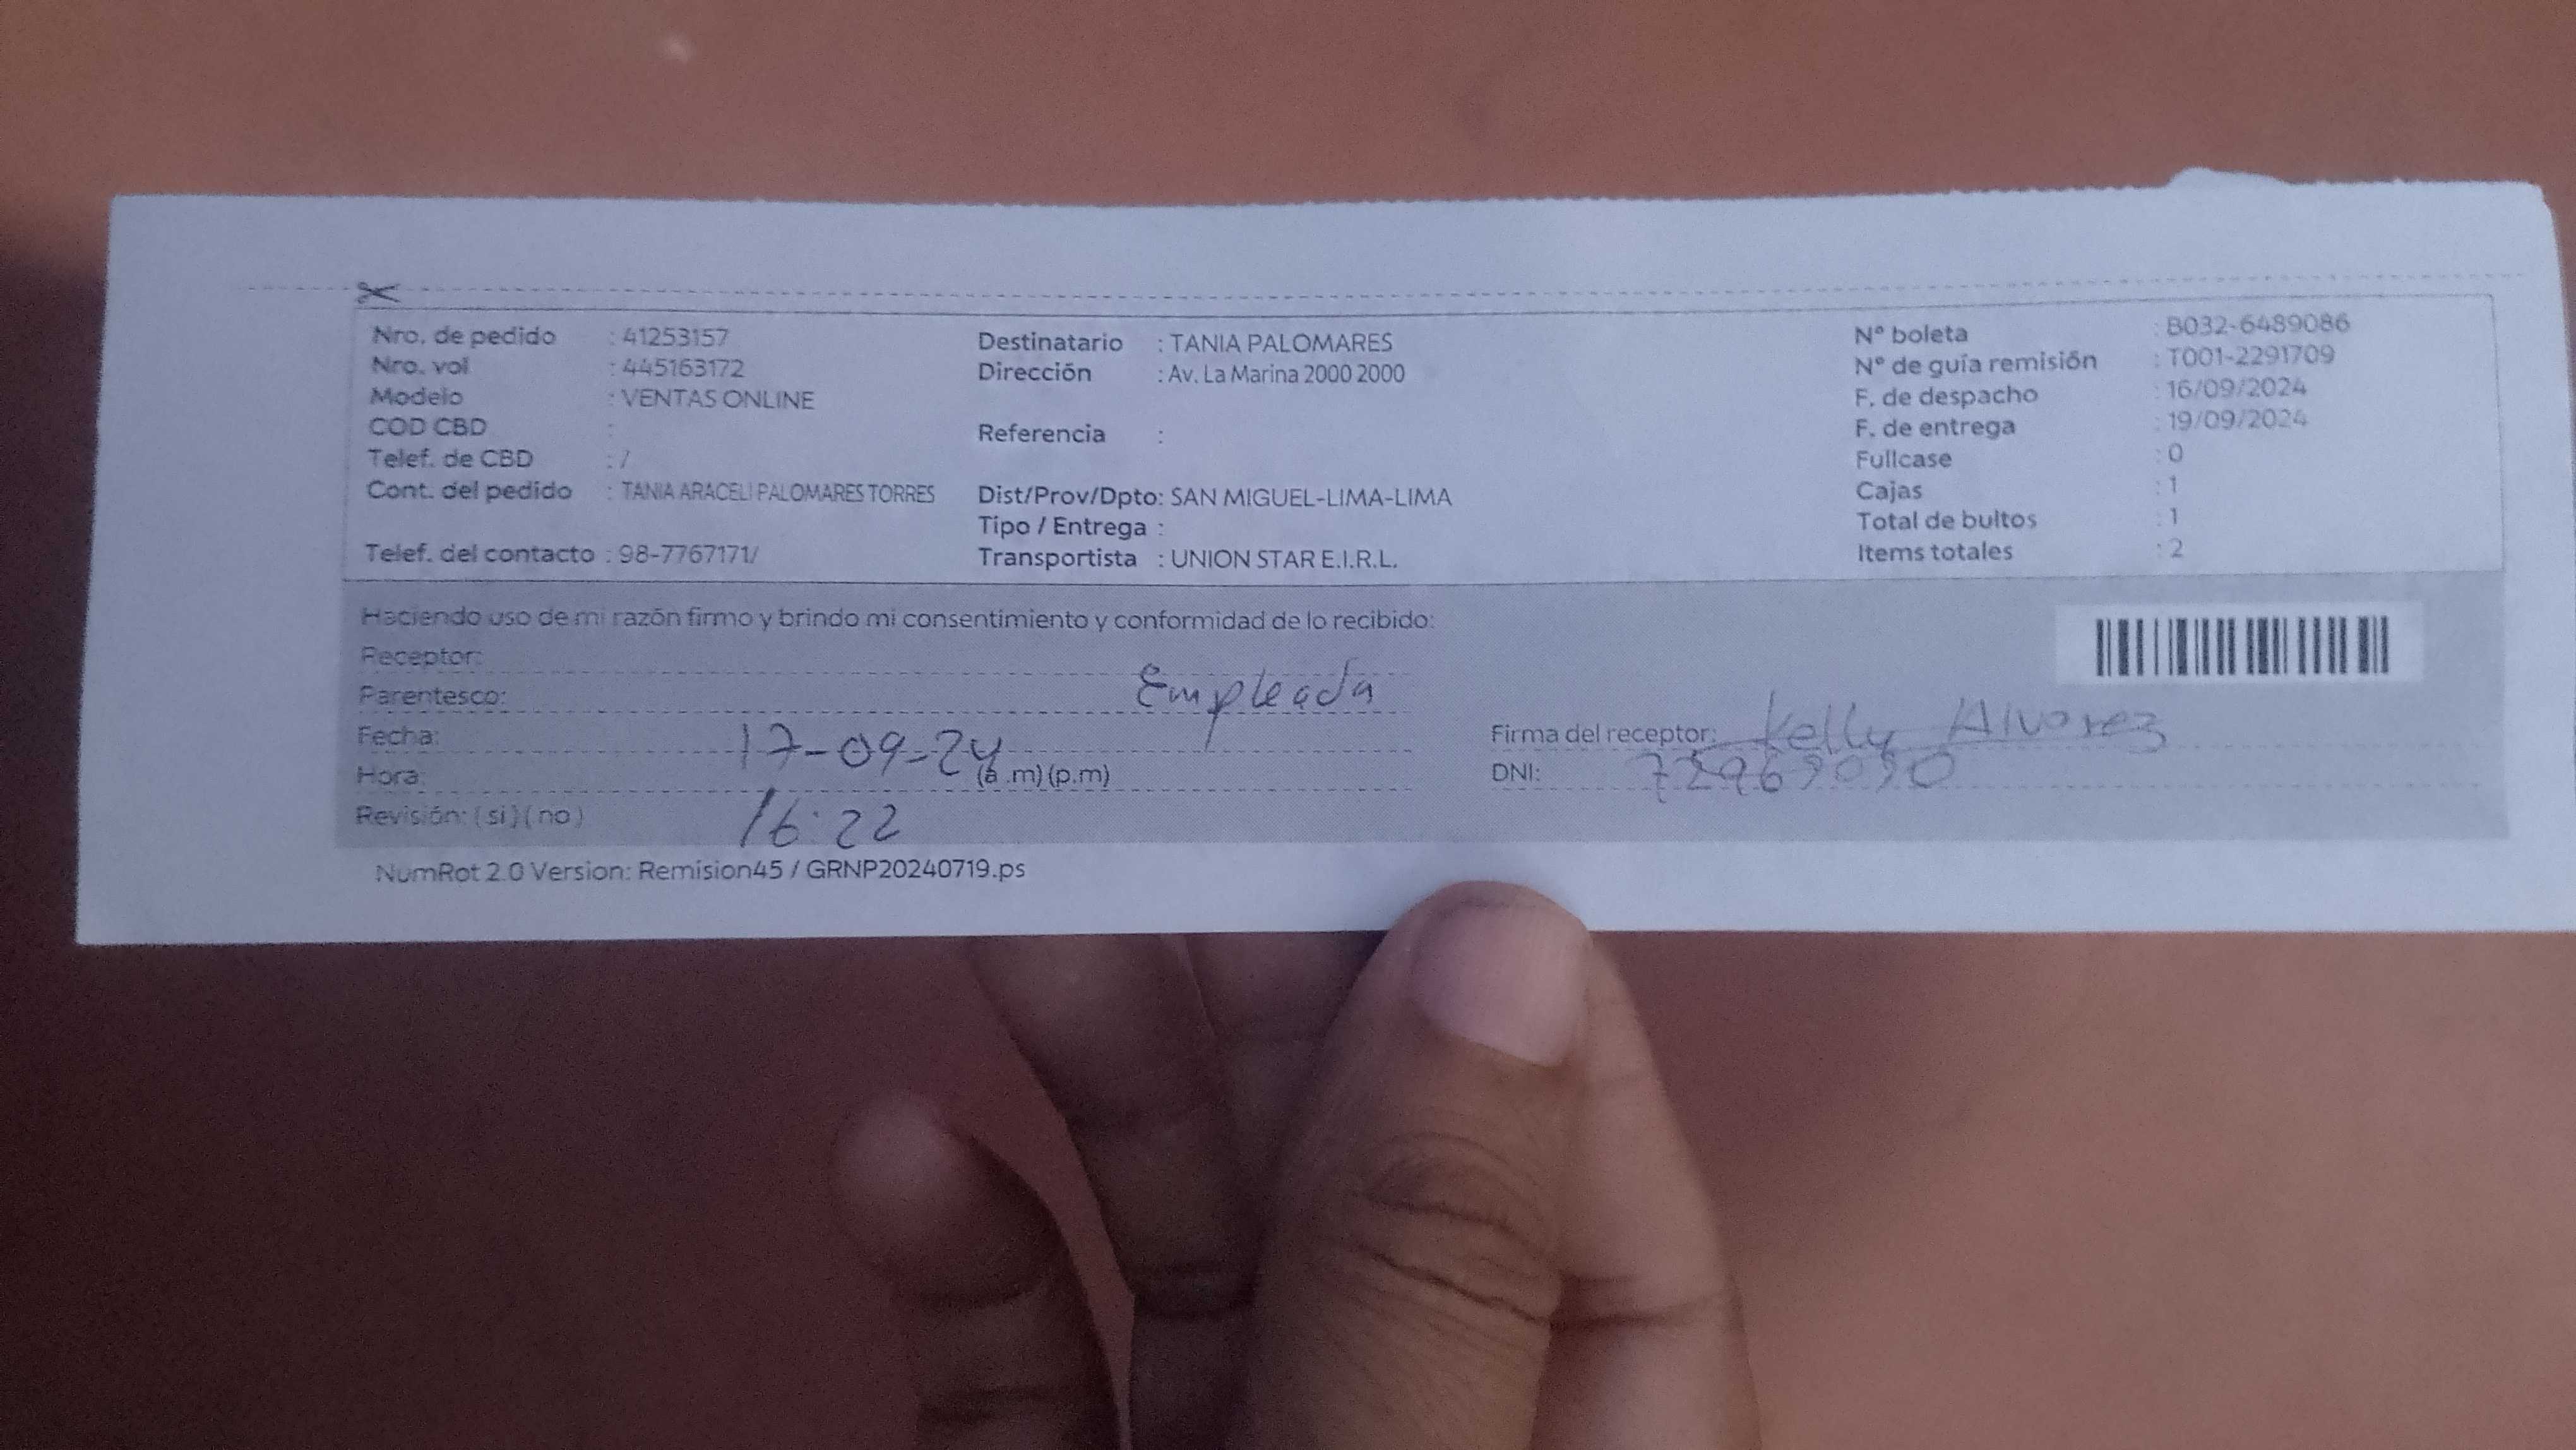 Nro. de pedido : 41253157
Nro. vol : 445163172
Modelo : VENTAS ONLINE
COD CBD :
Telef. de CBD : /
Cont. del pedido : TANIA ARACELI PALOMARES TORRES
Telef. del contacto : 98-7767171/
Destinatario : TANIA PALOMARES
Dirección : Av. La Marina 2000 2000
Referencia :
Dist/Prov/Dpto: SAN MIGUEL-LIMA-LIMA
Tipo / Entrega :
Transportista : UNION STAR E.I.R.L.
N° boleta : B032-6489086
N° de guía remisión : T001-2291709
F. de despacho : 16/09/2024
F. de entrega : 19/09/2024
Fullcase : 0
Cajas : 1
Total de bultos : 1
Items totales : 2
Haciendo uso de mi razón firmo y brindo mi consentimiento y conformidad de lo recibido:
Receptor:
Parentesco: Empleada
Fecha: 17-09-24
Hora: (a .m) (p.m)
Revisión: ( si ) ( no ) 16:22
Firma del receptor: Kelly Alvarez
DNI:
NumRot 2.0 Version: Remision45 / GRNP20240719.ps